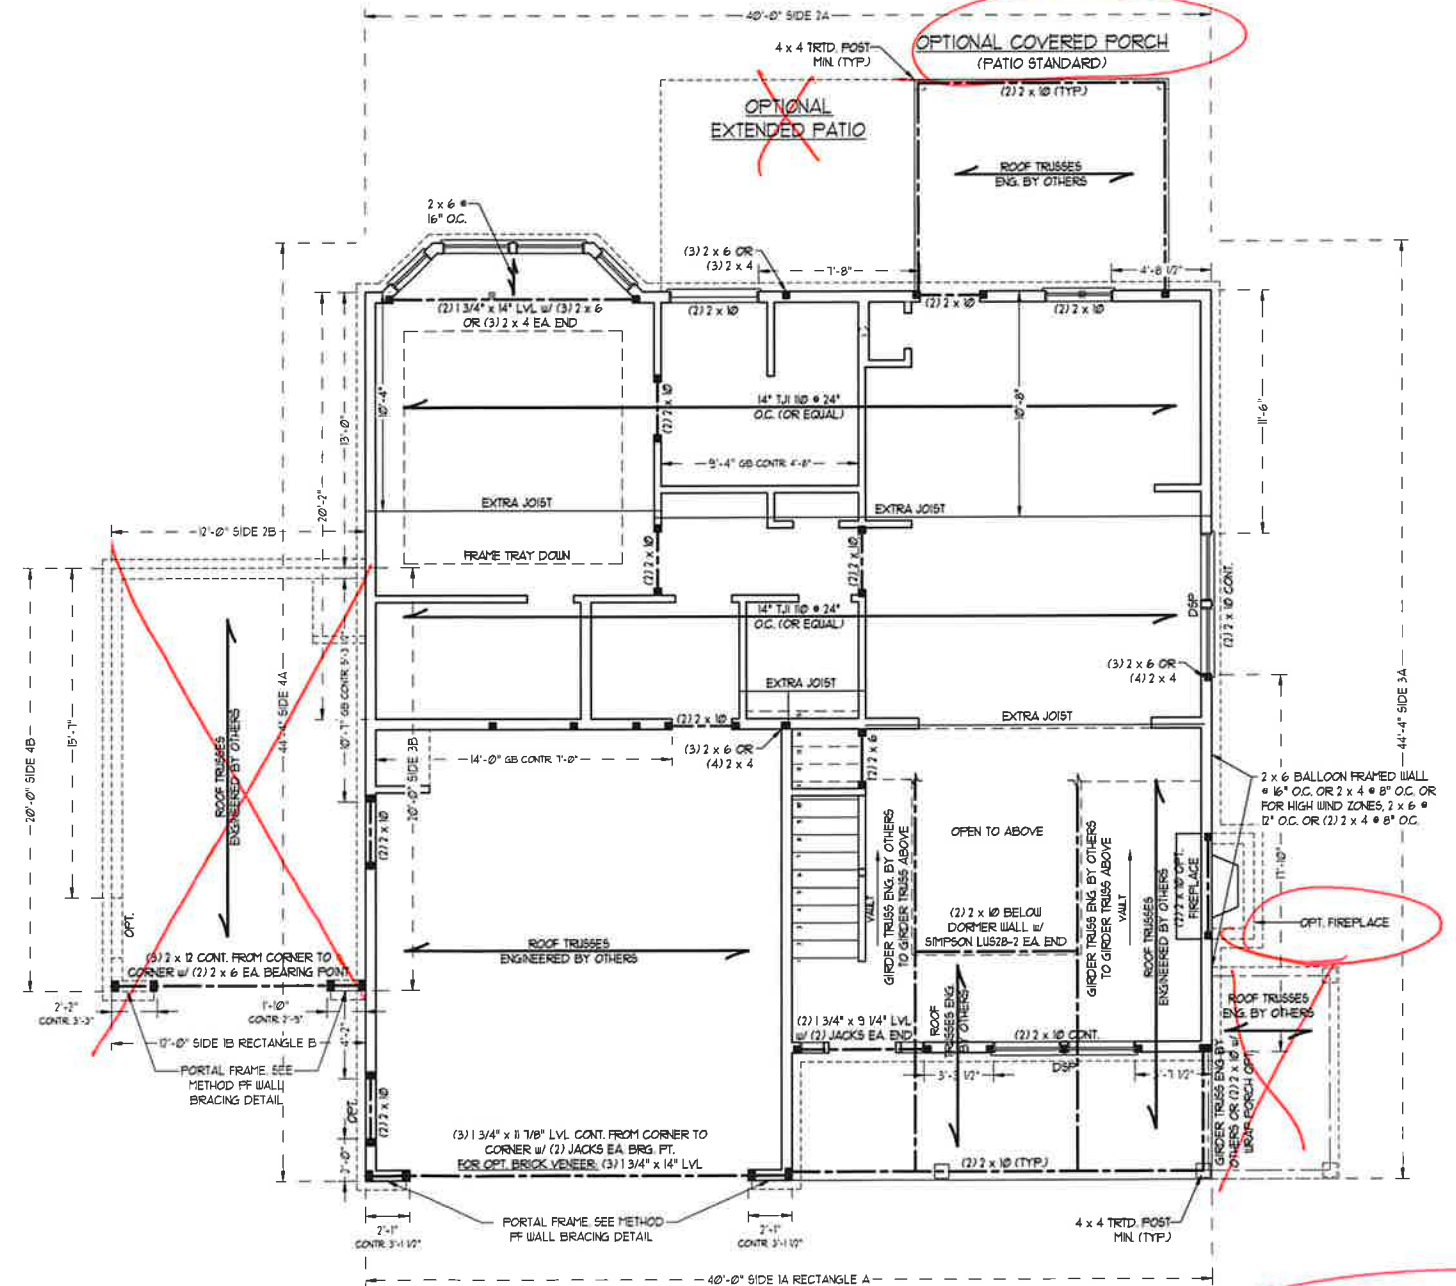 40'-0" SIDE 2A
OPTIONAL COVERED PORCH
(PATIO STANDARD)
4 x 4 TRTD. POST
MIN. (TYP.)
(2) 2 x 10 (TYP.)
OPTIONAL
EXTENDED PATIO
ROOF TRUSSES
ENG. BY OTHERS
2 x 6 @
16" O.C.
(3) 2 x 6 OR
(3) 2 x 4
7'-8"
4'-8 1/2"
(2) 1 3/4" x 14" LVL w/ (3) 2 x 6
OR (3) 2 x 4 EA. END
(2) 2 x 10
(2) 2 x 10
(2) 2 x 10
10'-4"
14" TJI 110 @ 24"
O.C. (OR EQUAL)
(2) 2 x 10
10'-8"
11'-6"
13'-0"
20'-2"
9'-4" GB CONTR. 4'-8"
EXTRA JOIST
EXTRA JOIST
12'-0" SIDE 2B
FRAME TRAY DOWN
(2) 2 x 10
(2) 2 x 10
(2) 2 x 10 CONT.
DSP
14" TJI 110 @ 24"
O.C. (OR EQUAL)
(3) 2 x 6 OR
(4) 2 x 4
EXTRA JOIST
EXTRA JOIST
44'-4" SIDE 4A
44'-4" SIDE 3A
10'-7" GB CONTR. 5'-3 1/2"
20'-0" SIDE 3B
20'-0" SIDE 4B
15'-7"
ROOF TRUSSES
ENGINEERED BY OTHERS
(2) 2 x 10
(3) 2 x 6 OR
(4) 2 x 4
14'-0" GB CONTR. 7'-0"
(2) 2 x 6
2 x 6 BALLOON FRAMED WALL
@ 16" O.C. OR 2 x 4 @ 8" O.C. OR
FOR HIGH WIND ZONES, 2 x 6 @
12" O.C. OR (2) 2 x 4 @ 8" O.C.
(2) 2 x 10
OPEN TO ABOVE
GIRDER TRUSS ENG. BY OTHERS
TO GIRDER TRUSS ABOVE
VAULT
GIRDER TRUSS ENG. BY OTHERS
TO GIRDER TRUSS ABOVE
VAULT
ROOF TRUSSES
ENGINEERED BY OTHERS
(2) 2 x 10 OPT.
FIREPLACE
17'-10"
OPT. FIREPLACE
(2) 2 x 10 BELOW
DORMER WALL w/
SIMPSON LUS28-2 EA. END
OPT.
ROOF TRUSSES
ENGINEERED BY OTHERS
(3) 2 x 12 CONT. FROM CORNER TO
CORNER w/ (2) 2 x 6 EA. BEARING POINT
ROOF TRUSSES
ENG. BY OTHERS
2'-2"
CONTR. 3'-3"
1'-10"
CONTR. 2'-9"
(2) 1 3/4" x 9 1/4" LVL
w/ (2) JACKS EA. END
ROOF
TRUSSES ENG.
BY OTHERS
(2) 2 x 10 CONT.
DSP
12'-0" SIDE 1B RECTANGLE B
4'-2"
PORTAL FRAME. SEE
METHOD PF WALL
BRACING DETAIL
OPT.
(2) 2 x 10
2'-0"
GIRDER TRUSS ENG. BY
OTHERS OR (2) 2 x 10 w/
WRAP PORCH OPT.
(3) 1 3/4" x 11 7/8" LVL CONT. FROM CORNER TO
CORNER w/ (2) JACKS EA. BRG. PT.
FOR OPT. BRICK VENEER: (3) 1 3/4" x 14" LVL
(2) 2 x 10 (TYP.)
2'-1"
CONTR. 3'-1 1/2"
PORTAL FRAME. SEE METHOD
PF WALL BRACING DETAIL
2'-1"
CONTR. 3'-1 1/2"
4 x 4 TRTD. POST
MIN. (TYP.)
40'-0" SIDE 1A RECTANGLE A